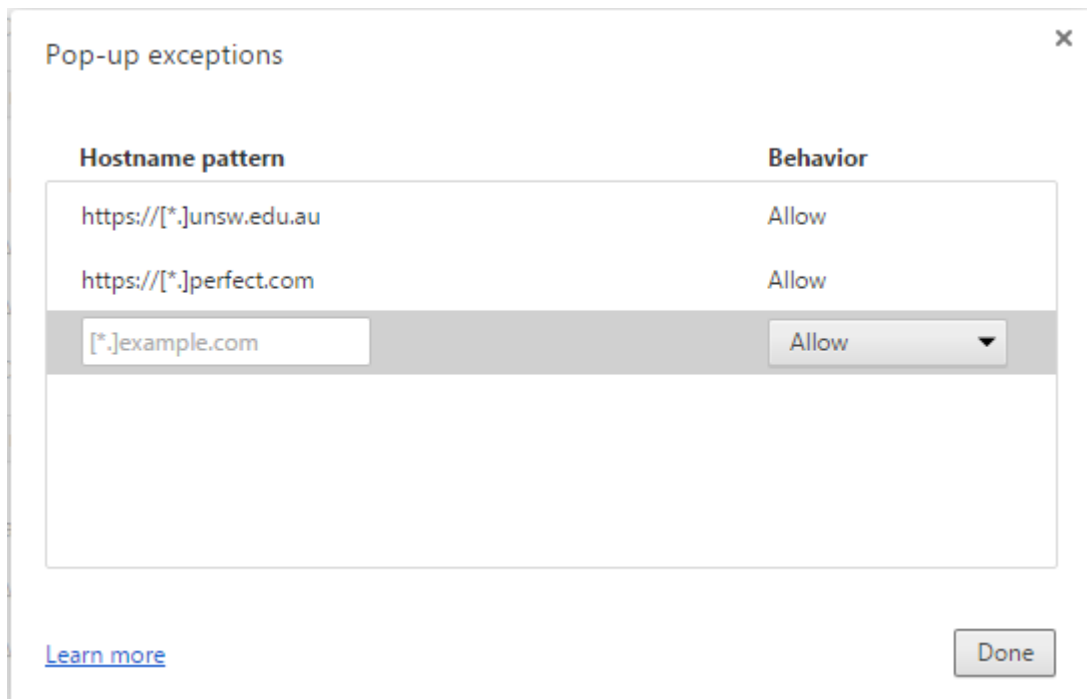 Pop-up exceptions
×
Hostname pattern Behavior
https://[*.]unsw.edu.au Allow
https://[*.]perfect.com Allow
[*.]example.com Allow
Learn more Done